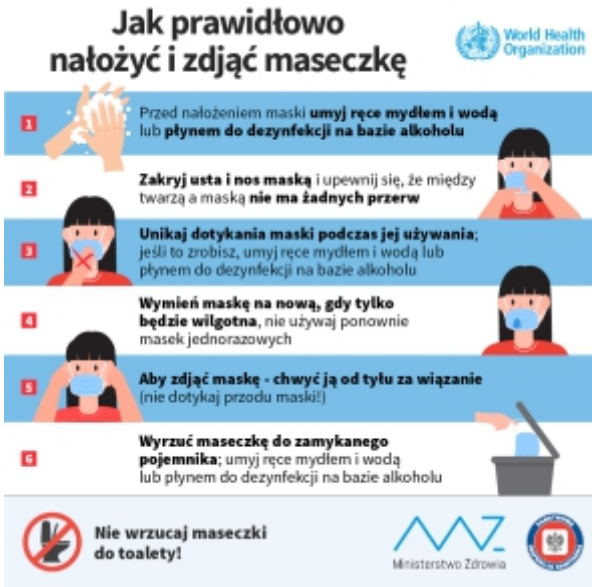 Jak prawidłowo
nałożyć i zdjąć maseczkę
World Health
Organization
1
Przed nałożeniem maski umyj ręce mydłem i wodą
lub płynem do dezynfekcji na bazie alkoholu
2
Zakryj usta i nos maską i upewnij się, że między
twarzą a maską nie ma żadnych przerw
3
Unikaj dotykania maski podczas jej używania;
jeśli to zrobisz, umyj ręce mydłem i wodą lub
płynem do dezynfekcji na bazie alkoholu
4
Wymień maskę na nową, gdy tylko
będzie wilgotna, nie używaj ponownie
masek jednorazowych
5
Aby zdjąć maskę - chwyć ją od tyłu za wiązanie
(nie dotykaj przodu maski!)
6
Wyrzuć maseczkę do zamykanego
pojemnika; umyj ręce mydłem i wodą
lub płynem do dezynfekcji na bazie alkoholu
Nie wrzucaj maseczki
do toalety!
Ministerstwo Zdrowia